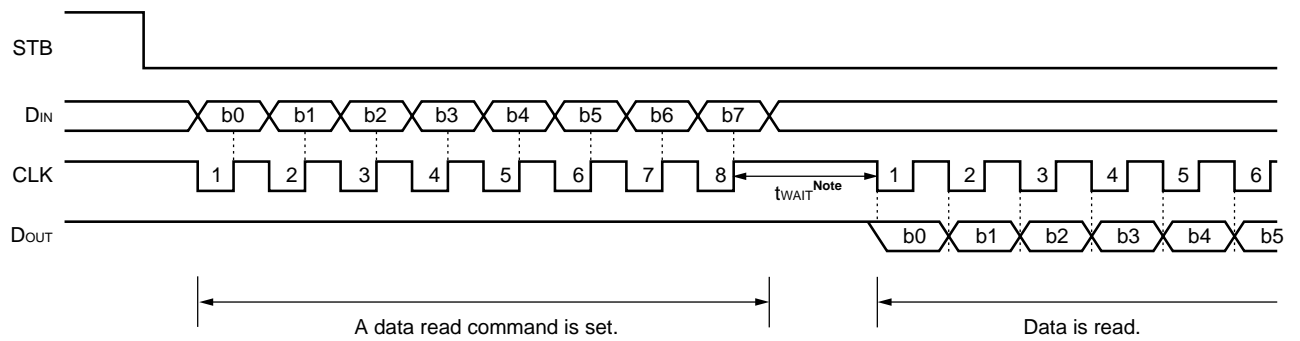 STB
DIN b0 b1 b2 b3 b4 b5 b6 b7
CLK 1 2 3 4 5 6 7 8 tWAIT Note 1 2 3 4 5 6
DOUT b0 b1 b2 b3 b4 b5
A data read command is set. Data is read.